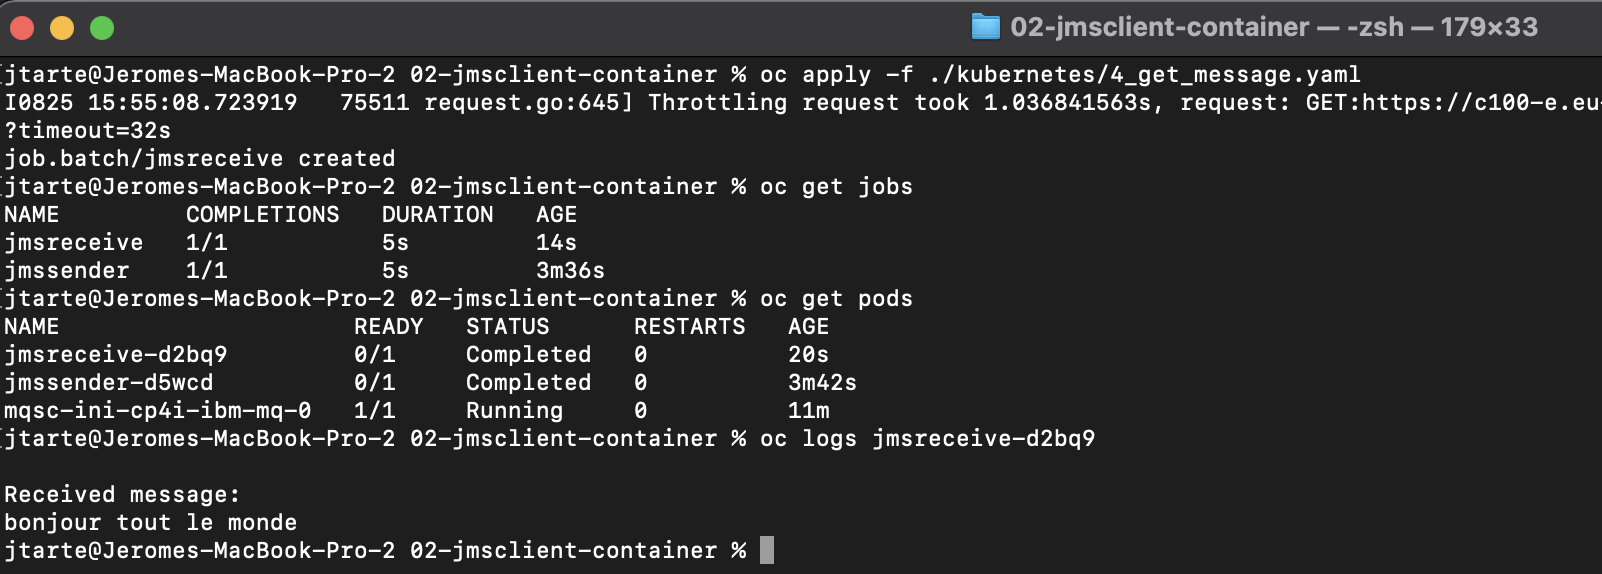 02-jmsclient-container — -zsh — 179×33
jtarte@Jeromes-MacBook-Pro-2 02-jmsclient-container % oc apply -f ./kubernetes/4_get_message.yaml
I0825 15:55:08.723919   75511 request.go:645] Throttling request took 1.036841563s, request: GET:https://c100-e.eu-
?timeout=32s
job.batch/jmsreceive created
jtarte@Jeromes-MacBook-Pro-2 02-jmsclient-container % oc get jobs
NAME         COMPLETIONS   DURATION   AGE
jmsreceive   1/1           5s         14s
jmssender    1/1           5s         3m36s
jtarte@Jeromes-MacBook-Pro-2 02-jmsclient-container % oc get pods
NAME                     READY   STATUS      RESTARTS   AGE
jmsreceive-d2bq9         0/1     Completed   0          20s
jmssender-d5wcd          0/1     Completed   0          3m42s
mqsc-ini-cp4i-ibm-mq-0   1/1     Running     0          11m
jtarte@Jeromes-MacBook-Pro-2 02-jmsclient-container % oc logs jmsreceive-d2bq9
Received message:
bonjour tout le monde
jtarte@Jeromes-MacBook-Pro-2 02-jmsclient-container %